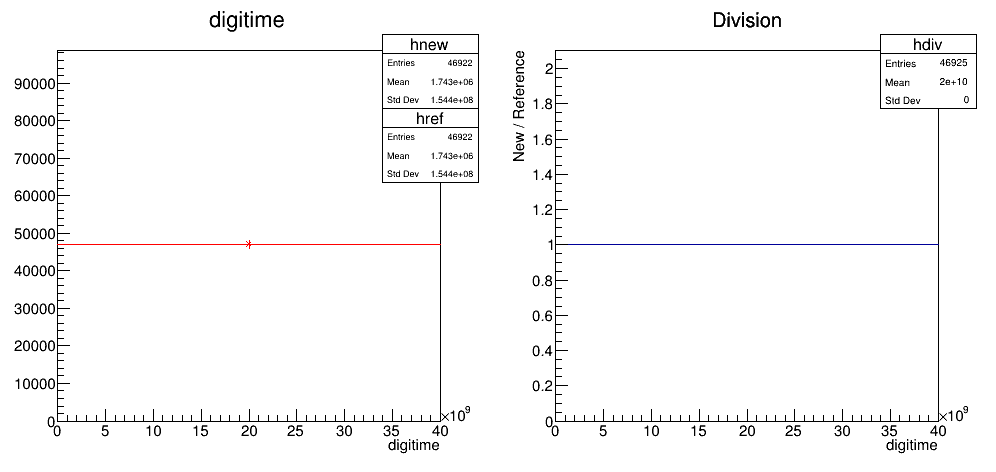 digitime
hnew
Entries 46922
Mean 1.743e+06
Std Dev 1.544e+08
href
Entries 46922
Mean 1.743e+06
Std Dev 1.544e+08
90000
80000
70000
60000
50000
40000
30000
20000
10000
0
0 5 10 15 20 25 30 35 40
×10⁹
digitime
Division
hdiv
Entries 46925
Mean 2e+10
Std Dev 0
New / Reference
2
1.8
1.6
1.4
1.2
1
0.8
0.6
0.4
0.2
0
0 5 10 15 20 25 30 35 40
×10⁹
digitime